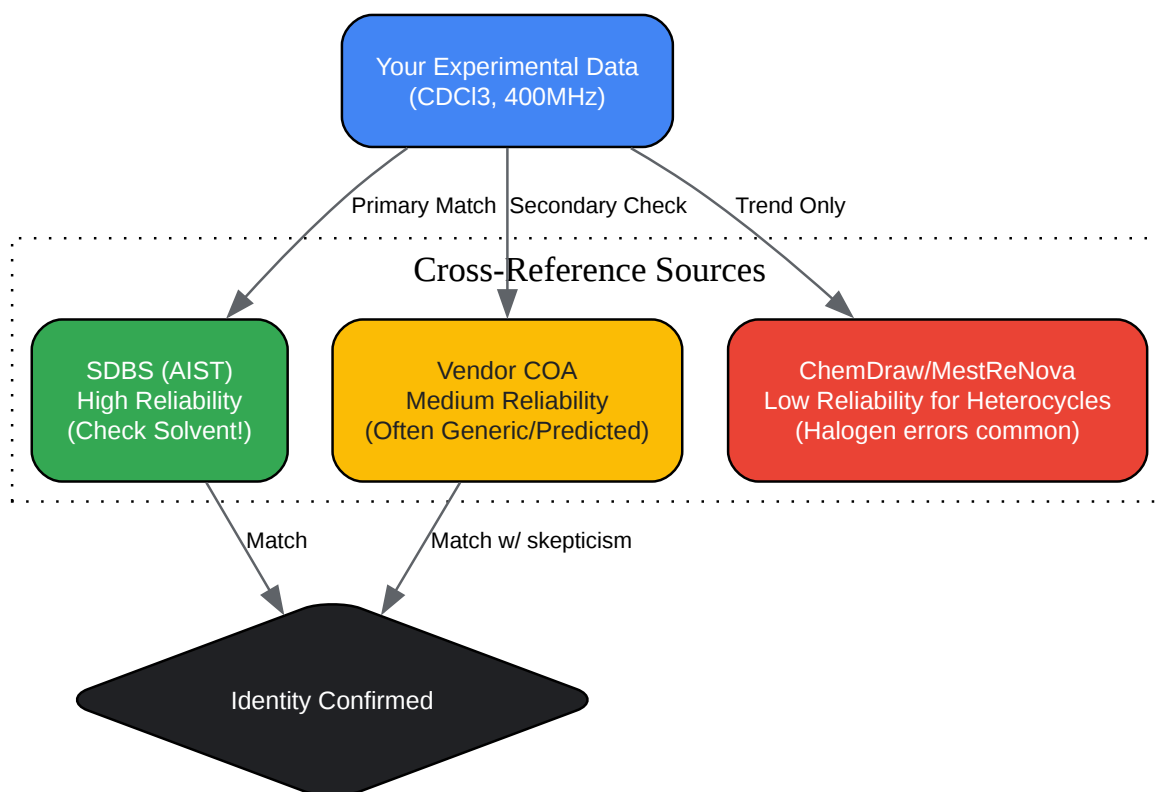 Your Experimental Data
(CDCl3, 400MHz)
Primary Match
Secondary Check
Trend Only
Cross-Reference Sources
SDBS (AIST)
High Reliability
(Check Solvent!)
Vendor COA
Medium Reliability
(Often Generic/Predicted)
ChemDraw/MestReNova
Low Reliability for Heterocycles
(Halogen errors common)
Match
Match w/ skepticism
Identity Confirmed